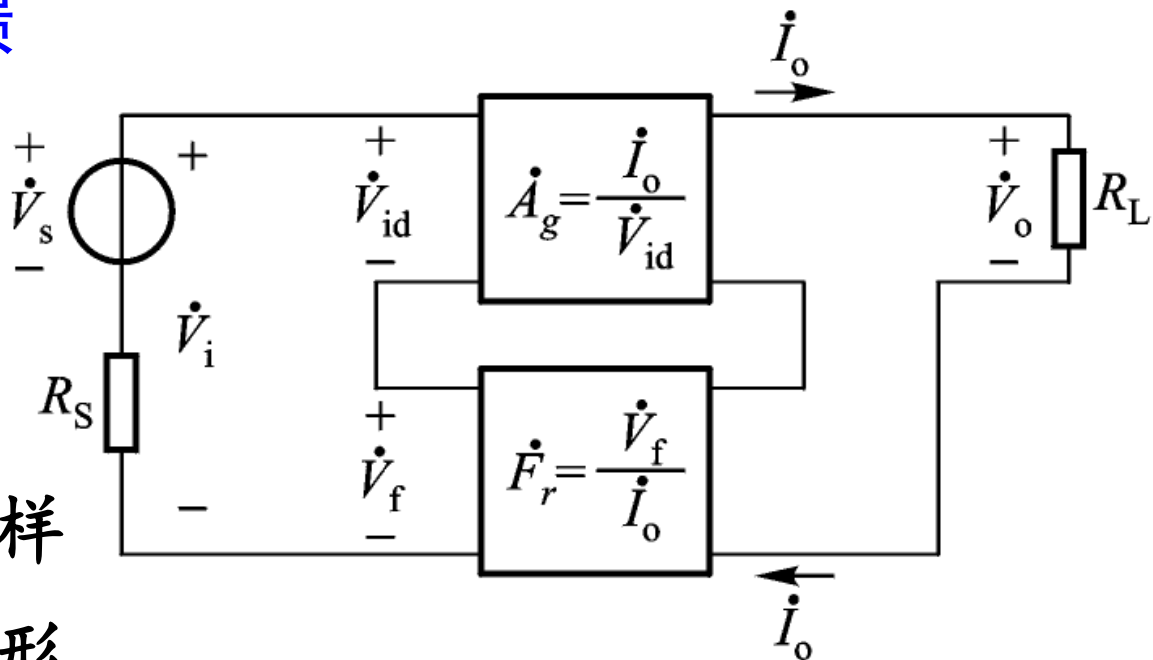 İo
+
V̇s
−
+
V̇i
−
RS
+
V̇id
−
Ȧg = İo / V̇id
+
V̇o
−
RL
+
V̇f
−
Ḟr = V̇f / İo
İo
样
形